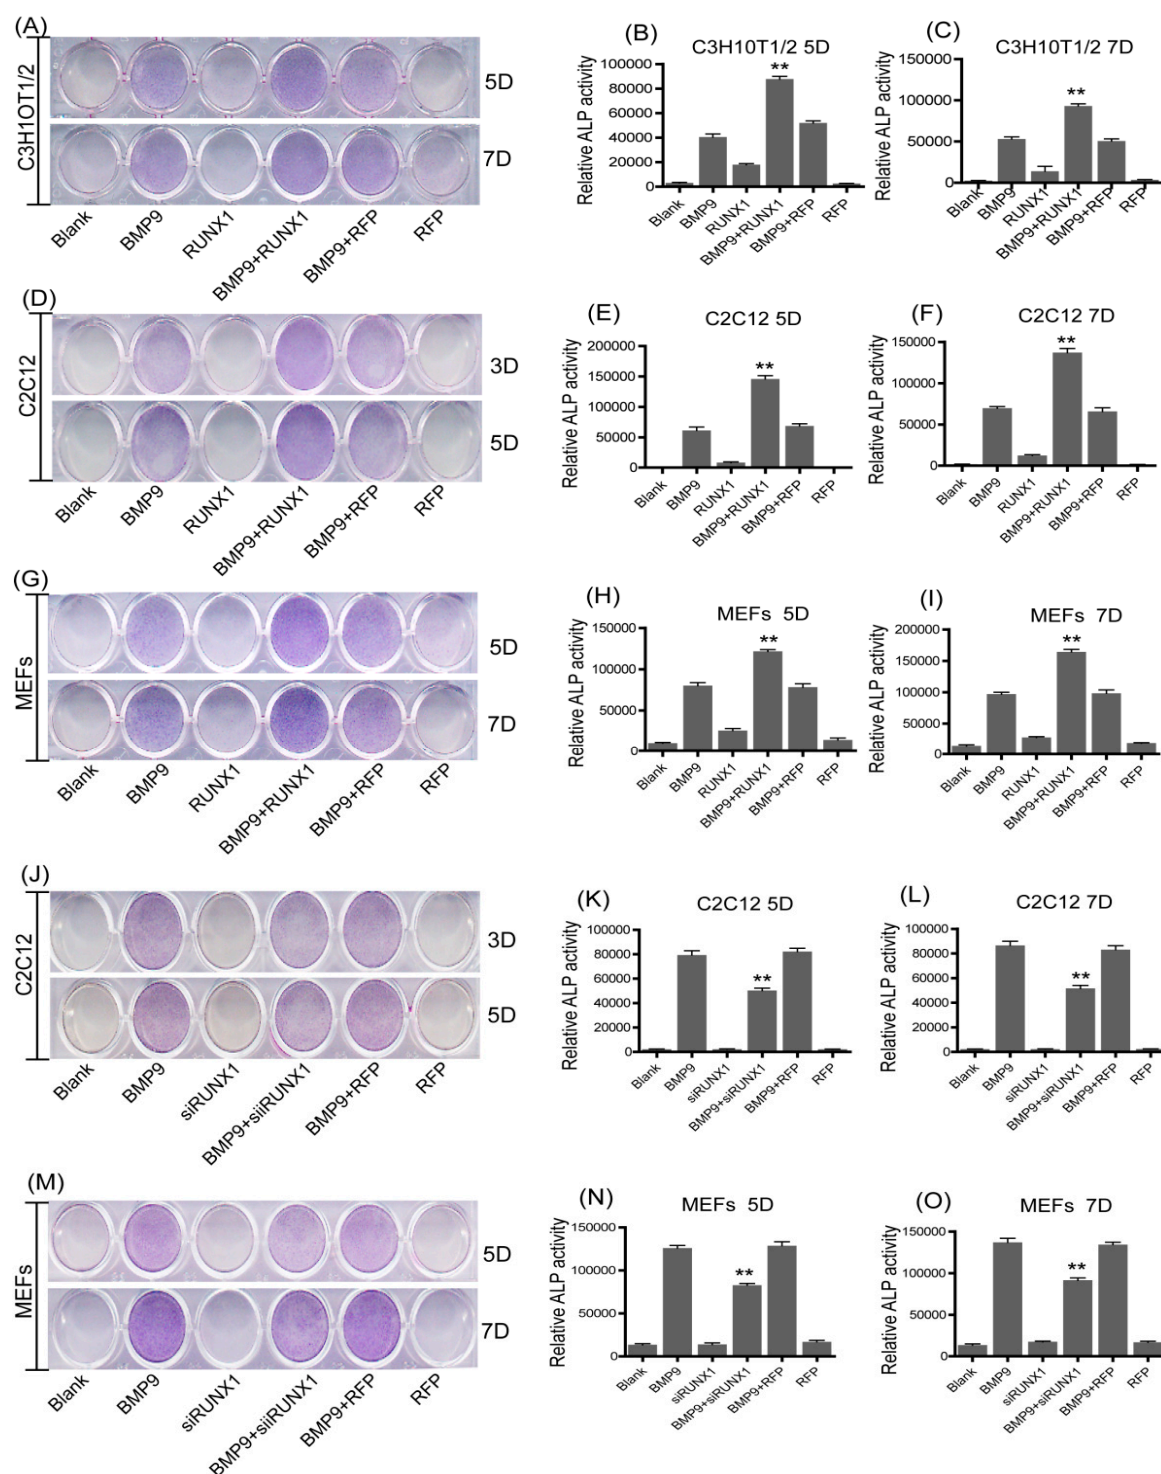 (A)
C3H1OT1/2
5D
7D
Blank
BMP9
RUNX1
BMP9+RUNX1
BMP9+RFP
RFP
(B)
C3H10T1/2 5D
Relative ALP activity
100000
80000
60000
40000
20000
0
**
Blank
BMP9
RUNX1
BMP9+RUNX1
BMP9+RFP
RFP
(C)
C3H10T1/2 7D
Relative ALP activity
150000
100000
50000
0
**
Blank
BMP9
RUNX1
BMP9+RUNX1
BMP9+RFP
RFP
(D)
C2C12
3D
5D
Blank
BMP9
RUNX1
BMP9+RUNX1
BMP9+RFP
RFP
(E)
C2C12 5D
Relative ALP activity
200000
150000
100000
50000
0
**
Blank
BMP9
RUNX1
BMP9+RUNX1
BMP9+RFP
RFP
(F)
C2C12 7D
Relative ALP activity
150000
100000
50000
0
**
Blank
BMP9
RUNX1
BMP9+RUNX1
BMP9+RFP
RFP
(G)
MEFs
5D
7D
Blank
BMP9
RUNX1
BMP9+RUNX1
BMP9+RFP
RFP
(H)
MEFs 5D
Relative ALP activity
150000
100000
50000
0
**
Blank
BMP9
RUNX1
BMP9+RUNX1
BMP9+RFP
RFP
(I)
MEFs 7D
Relative ALP activity
200000
150000
100000
50000
0
**
Blank
BMP9
RUNX1
BMP9+RUNX1
BMP9+RFP
RFP
(J)
C2C12
3D
5D
Blank
BMP9
siRUNX1
BMP9+siiRUNX1
BMP9+RFP
RFP
(K)
C2C12 5D
Relative ALP activity
100000
80000
60000
40000
20000
0
**
Blank
BMP9
siRUNX1
BMP9+siRUNX1
BMP9+RFP
RFP
(L)
C2C12 7D
Relative ALP activity
100000
80000
60000
40000
20000
0
**
Blank
BMP9
siRUNX1
BMP9+siRUNX1
BMP9+RFP
RFP
(M)
MEFs
5D
7D
Blank
BMP9
siRUNX1
BMP9+siiRUNX1
BMP9+RFP
RFP
(N)
MEFs 5D
Relative ALP activity
150000
100000
50000
0
**
Blank
BMP9
siRUNX1
BMP9+siRUNX1
BMP9+RFP
RFP
(O)
MEFs 7D
Relative ALP activity
150000
100000
50000
0
**
Blank
BMP9
siRUNX1
BMP9+siRUNX1
BMP9+RFP
RFP